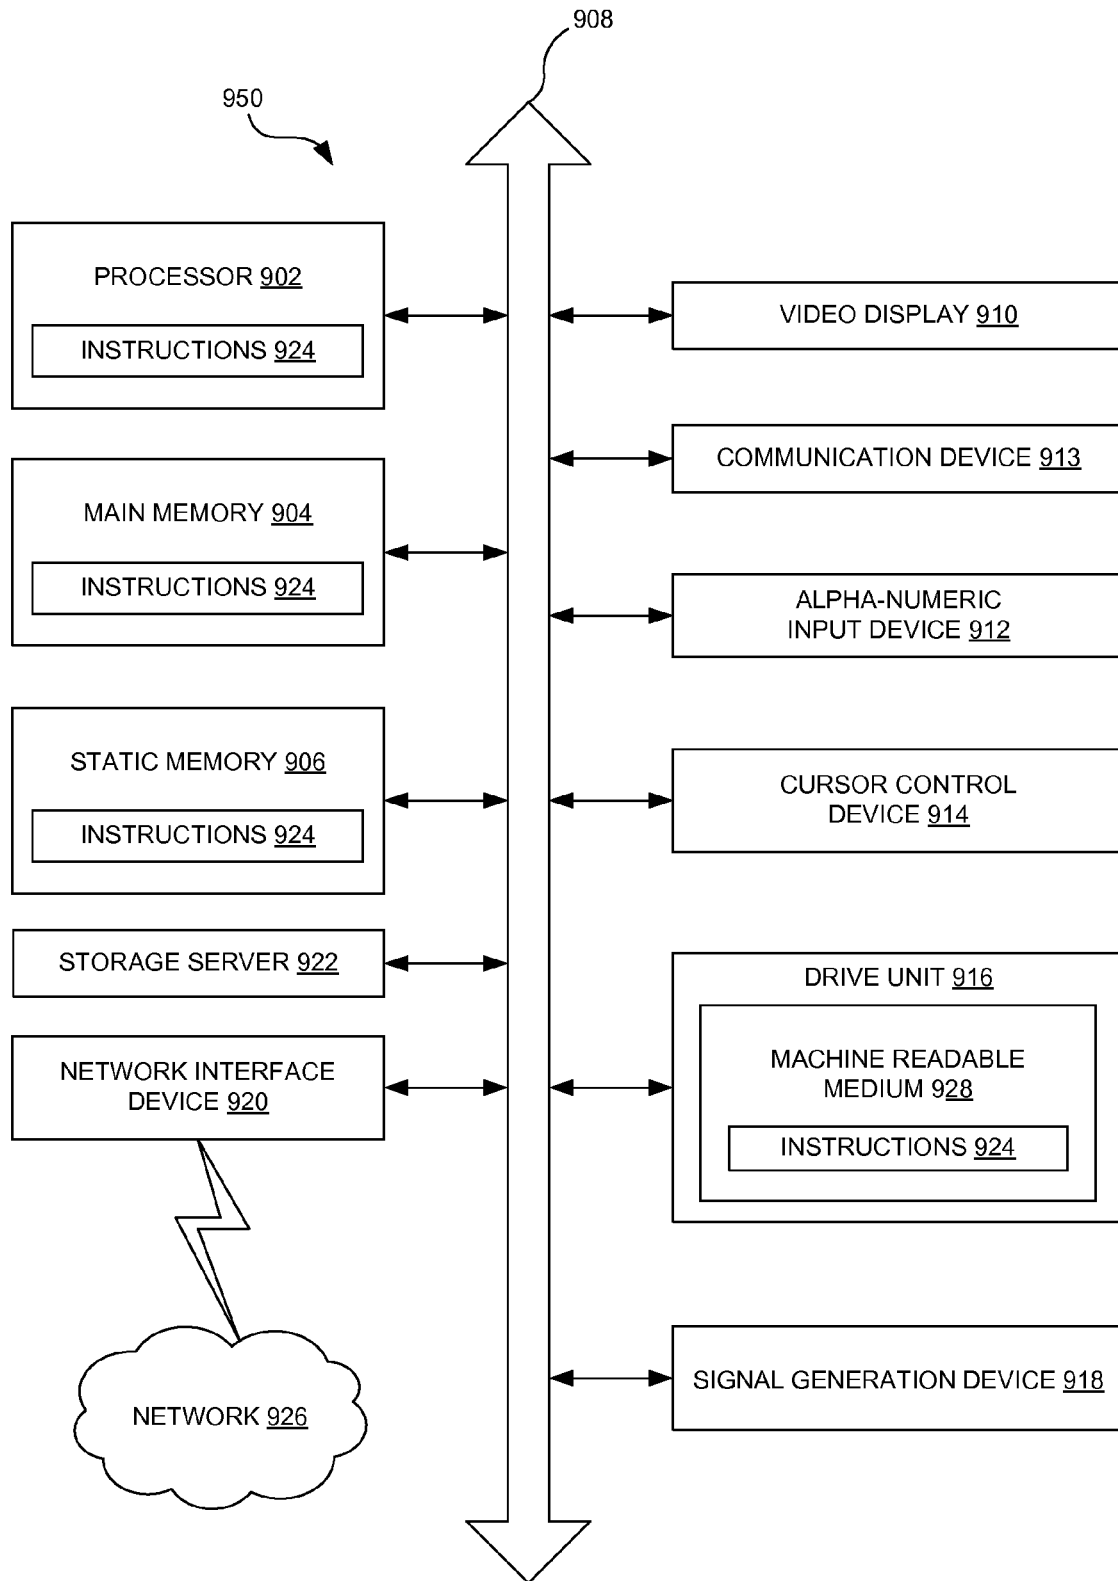 908
950
PROCESSOR 902
INSTRUCTIONS 924
MAIN MEMORY 904
INSTRUCTIONS 924
STATIC MEMORY 906
INSTRUCTIONS 924
STORAGE SERVER 922
NETWORK INTERFACE
DEVICE 920
NETWORK 926
VIDEO DISPLAY 910
COMMUNICATION DEVICE 913
ALPHA-NUMERIC
INPUT DEVICE 912
CURSOR CONTROL
DEVICE 914
DRIVE UNIT 916
MACHINE READABLE
MEDIUM 928
INSTRUCTIONS 924
SIGNAL GENERATION DEVICE 918